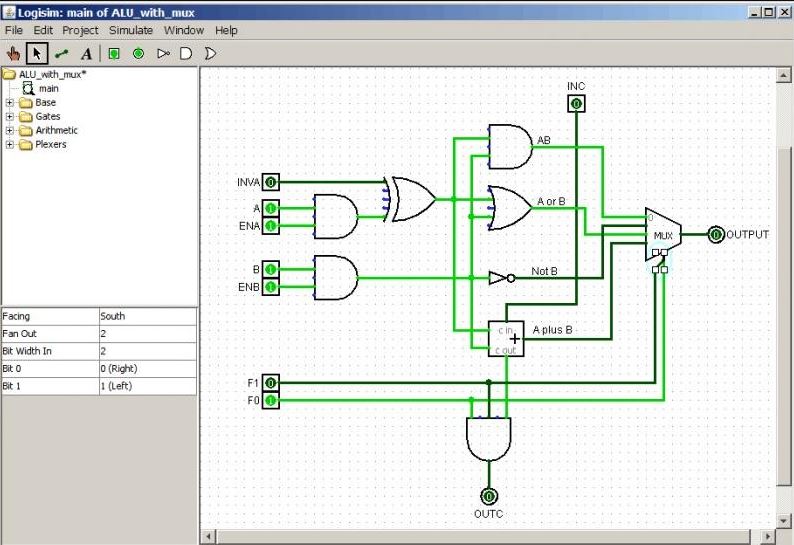 Logisim: main of ALU_with_mux
File Edit Project Simulate Window Help
A
ALU_with_mux*
main
Base
Gates
Arithmetic
Plexers
Facing South
Fan Out 2
Bit Width In 2
Bit 0 0 (Right)
Bit 1 1 (Left)
INC
0
AB
INVA 0
A 1
ENA 1
A or B
0
MUX
0 OUTPUT
B 1
ENB 1
Not B
c in
+
c out
A plus B
F1 0
F0 1
0
OUTC